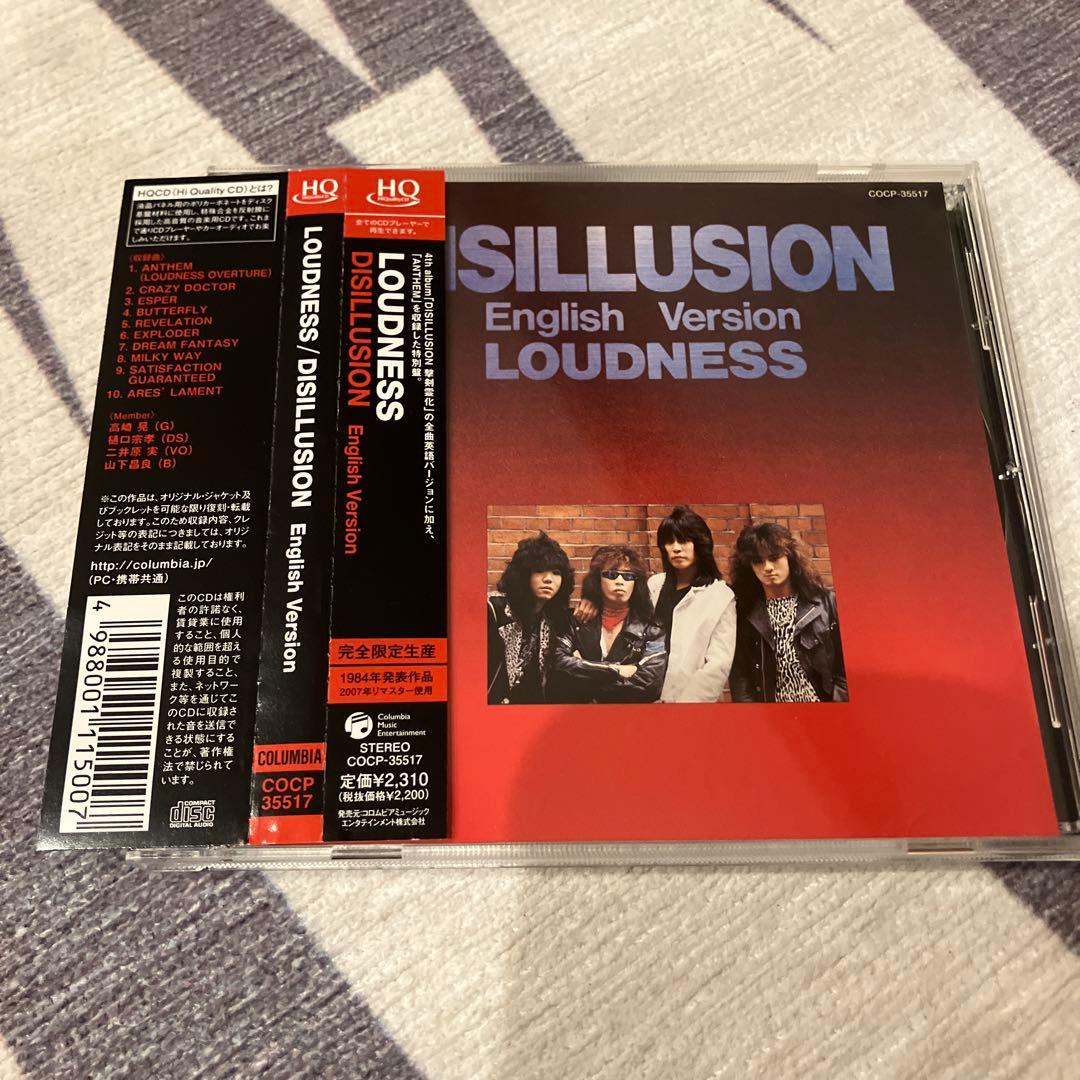 HQCD(Hi Quality CD)とは?
液晶パネル用のポリカーボネートをディスク
基盤材料に使用し、特殊合金を反射膜に
採用した高音質の音楽用CDです。これま
で通りCDプレーヤーやカーオーディオでお楽
しみいただけます。
〈収録曲〉
1. ANTHEM
(LOUDNESS OVERTURE)
2. CRAZY DOCTOR
3. ESPER
4. BUTTERFLY
5. REVELATION
6. EXPLODER
7. DREAM FANTASY
8. MILKY WAY
9. SATISFACTION
GUARANTEED
10. ARES' LAMENT
〈Member〉
高崎 晃(G)
樋口宗孝(DS)
二井原 実(VO)
山下昌良(B)
※この作品は、オリジナル・ジャケット及
びブックレットを可能な限り復刻・転載
しております。このため収録内容、クレ
ジット等の表記につきましては、オリジ
ナル表記をそのまま記載しております。
http://columbia.jp/
(PC・携帯共通)
このCDは権利
者の許諾なく、
賃貸業に使用
すること、個人
的な範囲を超え
る使用目的で
複製すること、
また、ネットワー
ク等を通じてこ
のCDに収録され
た音を送信で
きる状態にする
ことが、著作権
法で禁じられて
います。
4 988001 115007
COMPACT
disc
DIGITAL AUDIO
HQ
HiQualityCD
LOUDNESS / DISILLUSION English Version
COLUMBIA
COCP
35517
HQ
HiQualityCD
全てのCDプレーヤーで
再生できます。
4th album「DISILLUSION 撃剣霊化」の全曲英語バージョンに加え、
「ANTHEM」を収録した特別盤。
LOUDNESS
DISILLUSION English Version
完全限定生産
1984年発表作品
2007年リマスター使用
Columbia
Music
Entertainment
STEREO
COCP-35517
定価¥2,310
(税抜価格¥2,200)
発売元:コロムビアミュージック
エンタテインメント株式会社
COCP-35517
ISILLUSION
English Version
LOUDNESS